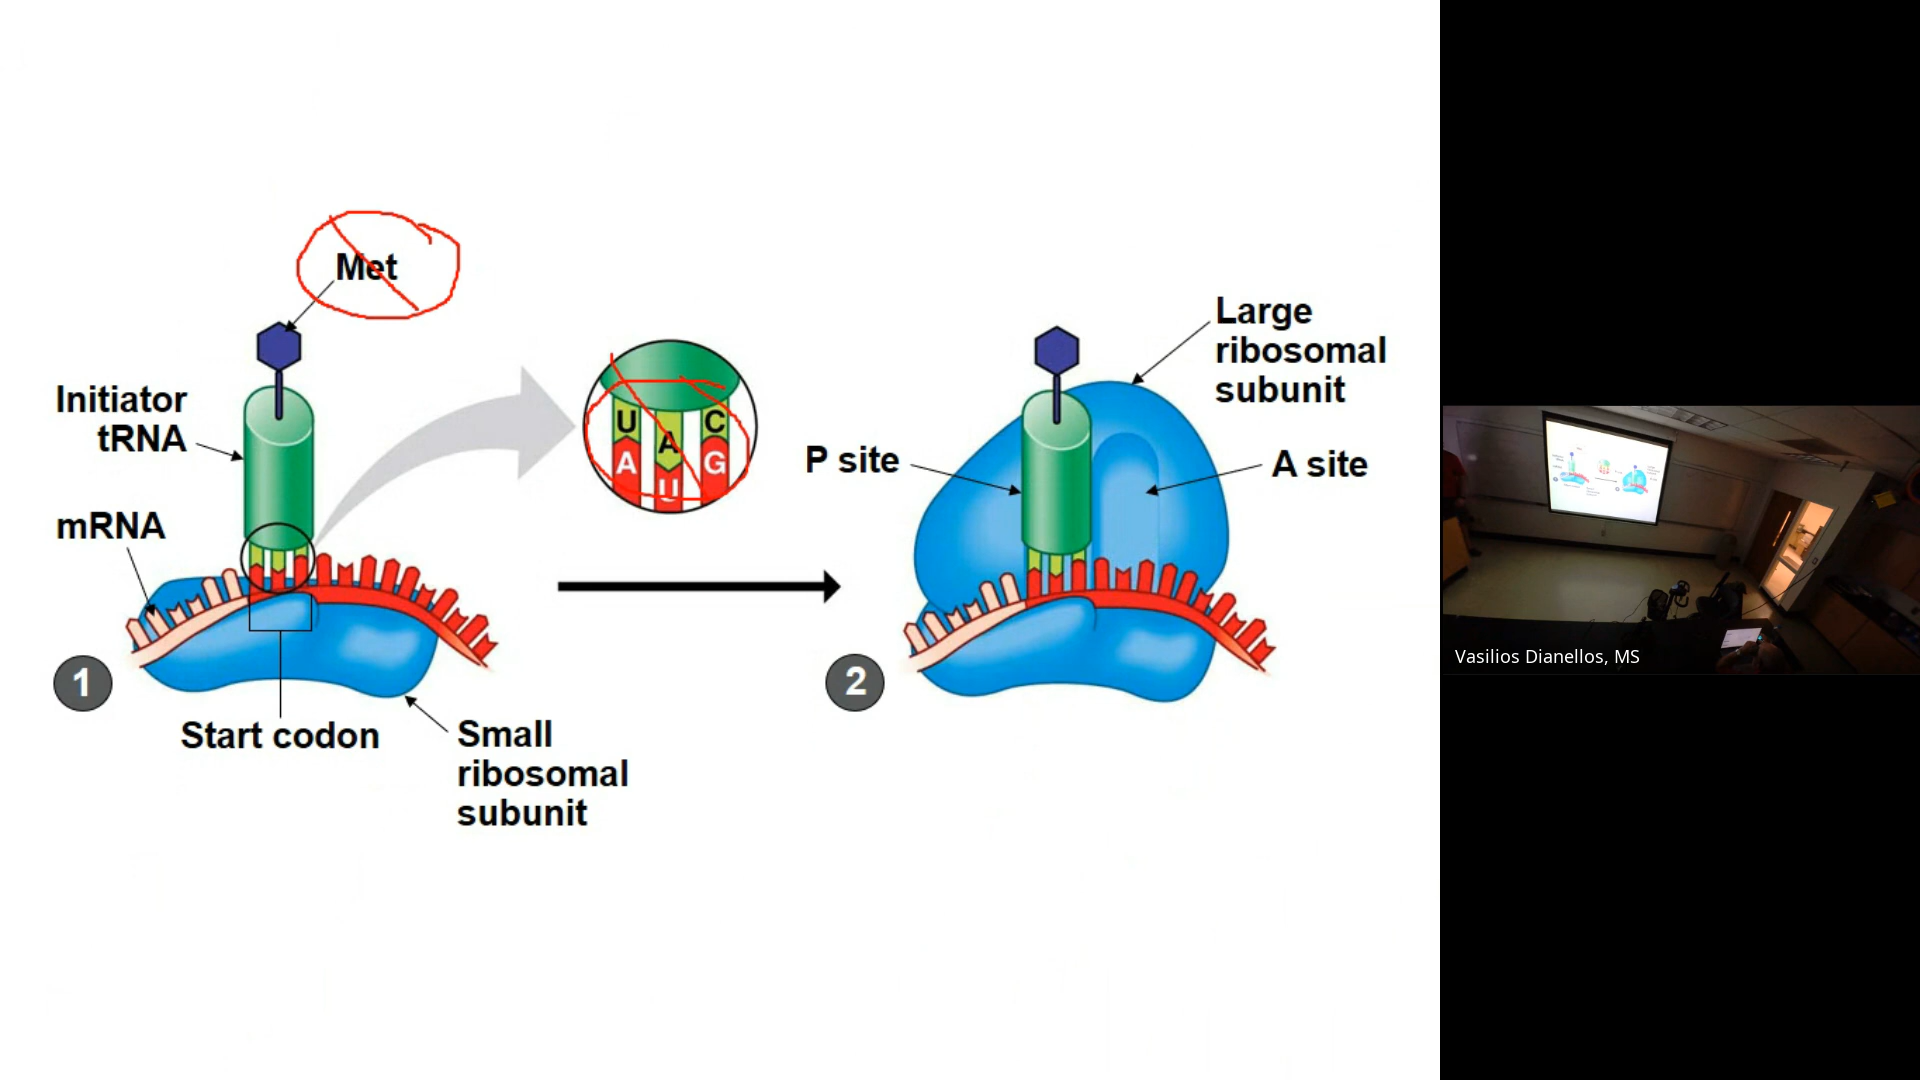 Met
Initiator
tRNA
mRNA
U A C
A U G
1
Start codon
Small
ribosomal
subunit
Large
ribosomal
subunit
P site
A site
2
Vasilios Dianellos, MS